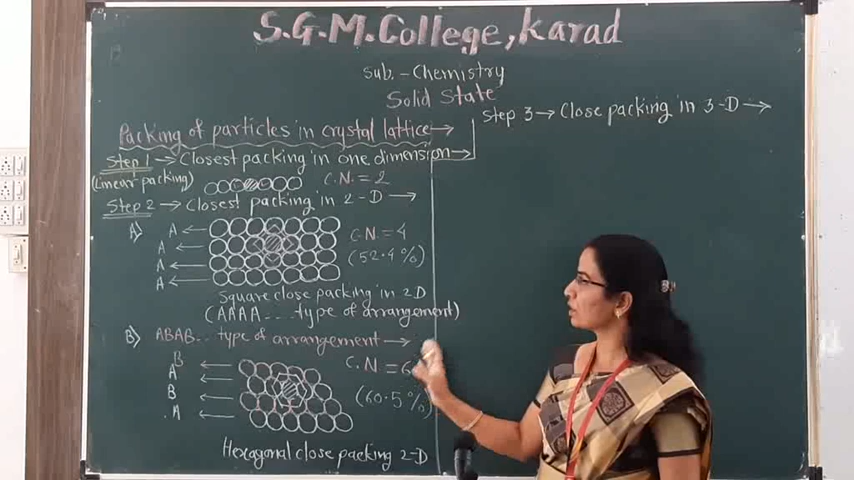 S.G.M.College, Karad
Sub. - Chemistry
Solid State
Packing of particles in crystal lattice →
Step 1 → Closest packing in one dimension →
(Linear packing) C.N. = 2
Step 2 → Closest packing in 2-D →
A) A ← C.N. = 4
A ← (52.4%)
A ←
A ←
Square close packing in 2D
(AAAA .... type of arrangement)
B) ABAB... type of arrangement →
B ← C.N. = 6
A ← (60.5%)
B ←
A ←
Hexagonal close packing 2-D
Step 3 → Close packing in 3-D →